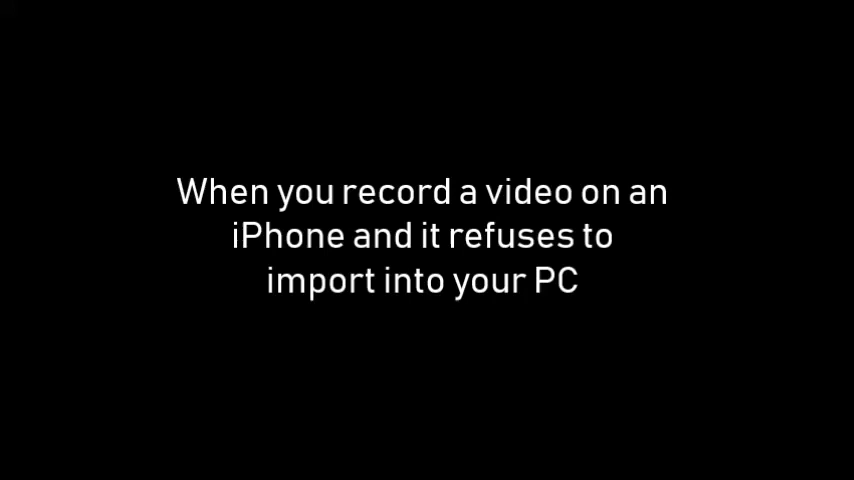 When you record a video on an
iPhone and it refuses to
import into your PC